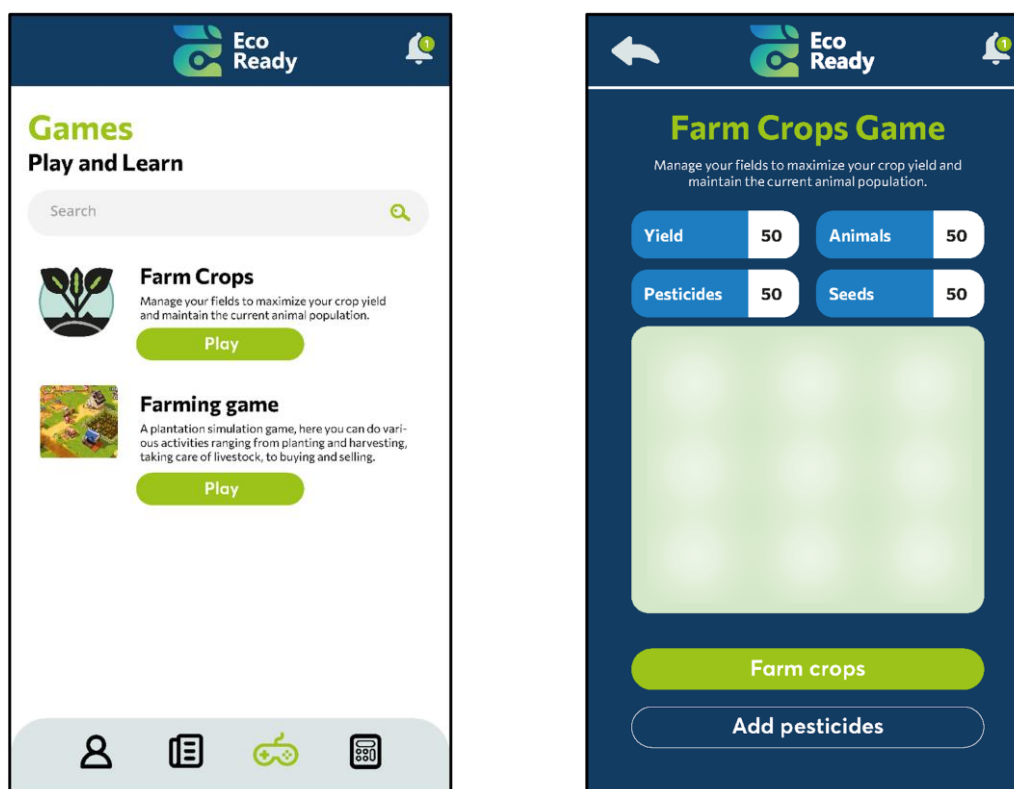 Eco
Ready
1
Games
Play and Learn
Search
Farm Crops
Manage your fields to maximize your crop yield
and maintain the current animal population.
Play
Farming game
A plantation simulation game, here you can do vari-
ous activities ranging from planting and harvesting,
taking care of livestock, to buying and selling.
Play
Eco
Ready
1
Farm Crops Game
Manage your fields to maximize your crop yield and
maintain the current animal population.
Yield 50 Animals 50
Pesticides 50 Seeds 50
Farm crops
Add pesticides